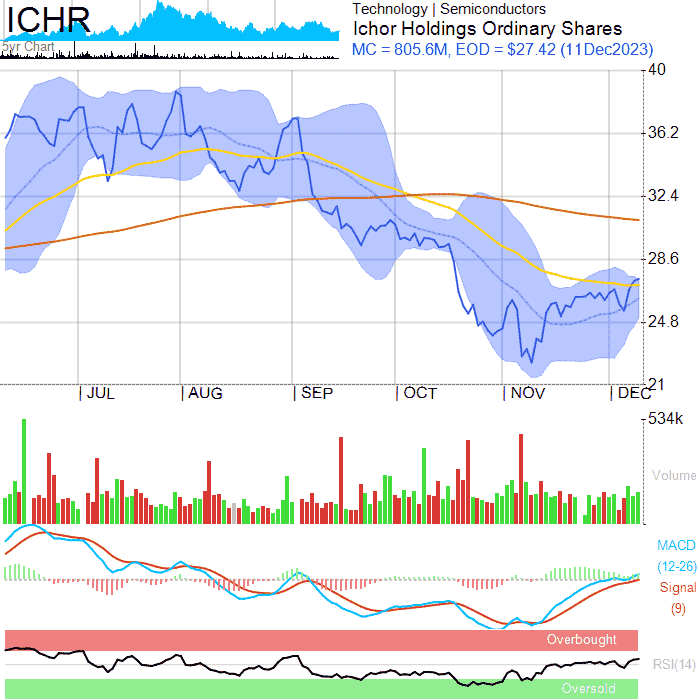 ICHR
5yr Chart
Technology | Semiconductors
Ichor Holdings Ordinary Shares
MC = 805.6M, EOD = $27.42 (11Dec2023)
40
36.2
32.4
28.6
24.8
21
| JUL | AUG | SEP | OCT | NOV | DEC
534k
Volume
MACD
(12-26)
Signal
(9)
Overbought
RSI(14)
Oversold